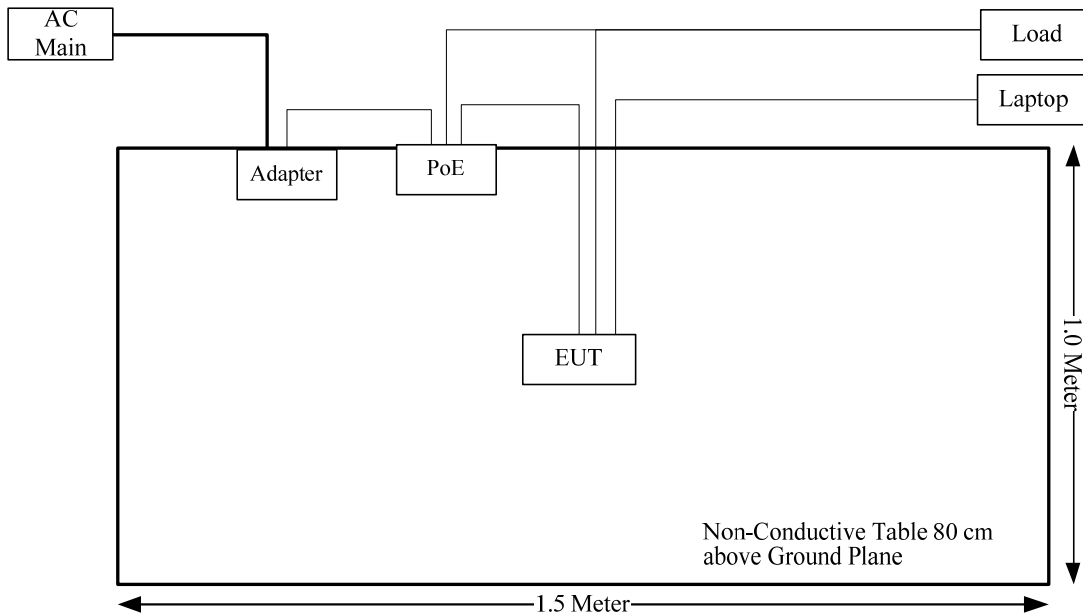 AC
Main
Load
Laptop
Adapter
PoE
EUT
1.0 Meter
Non-Conductive Table 80 cm
above Ground Plane
1.5 Meter